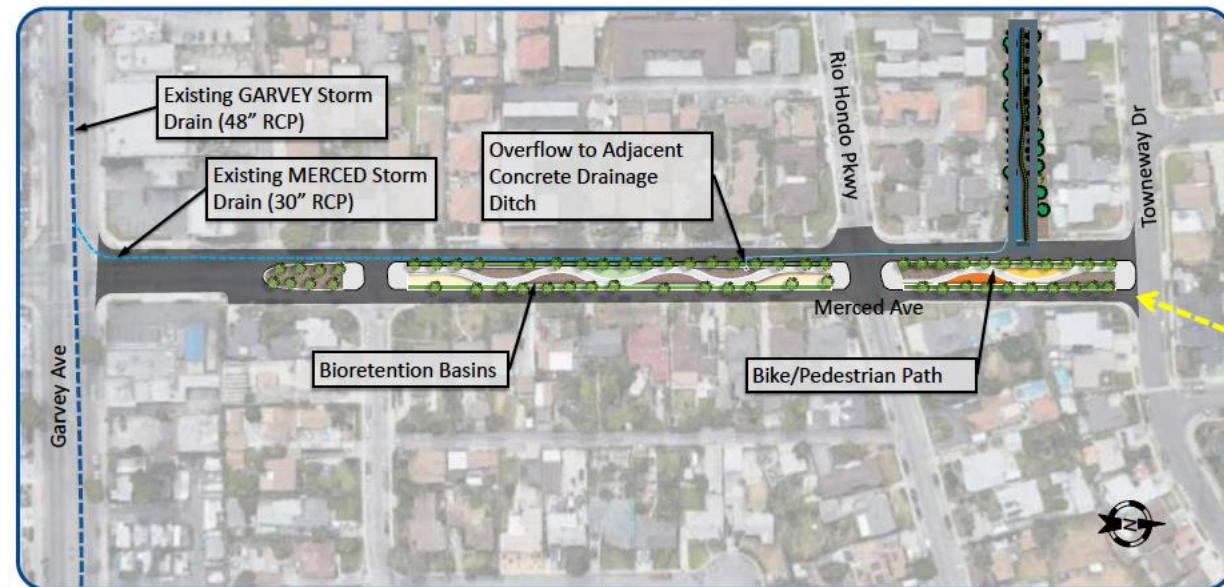 Existing GARVEY Storm
Drain (48” RCP)
Existing MERCED Storm
Drain (30” RCP)
Overflow to Adjacent
Concrete Drainage
Ditch
Rio Hondo Pkwy
Towneway Dr
Merced Ave
Bioretention Basins
Bike/Pedestrian Path
Garvey Ave
N